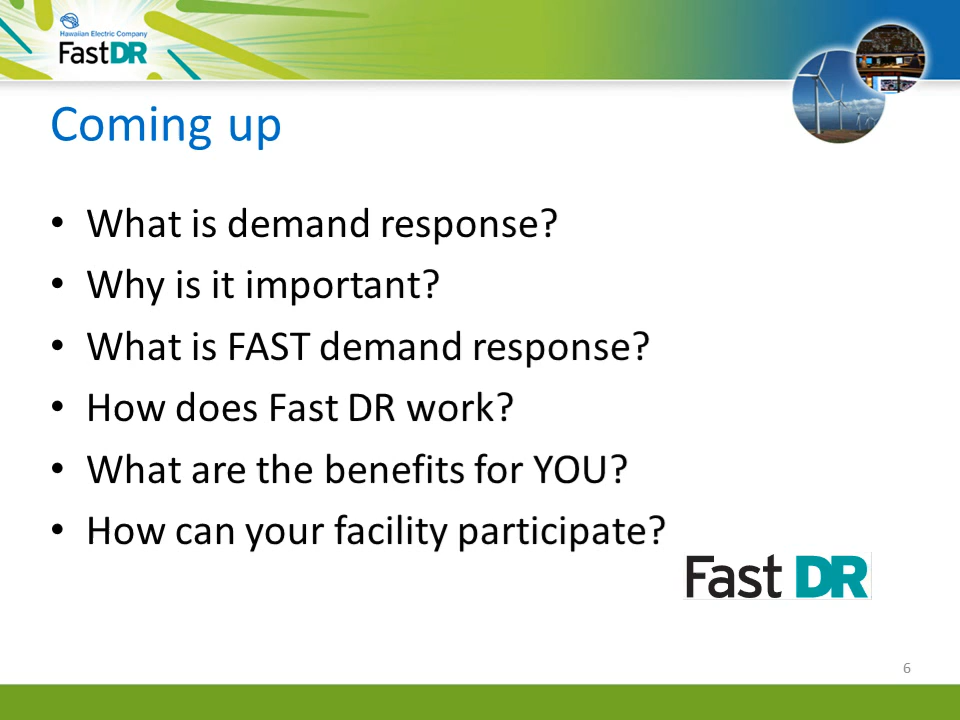 Hawaiian Electric Company
FastDR
Coming up
• What is demand response?
• Why is it important?
• What is FAST demand response?
• How does Fast DR work?
• What are the benefits for YOU?
• How can your facility participate?
Fast DR
6